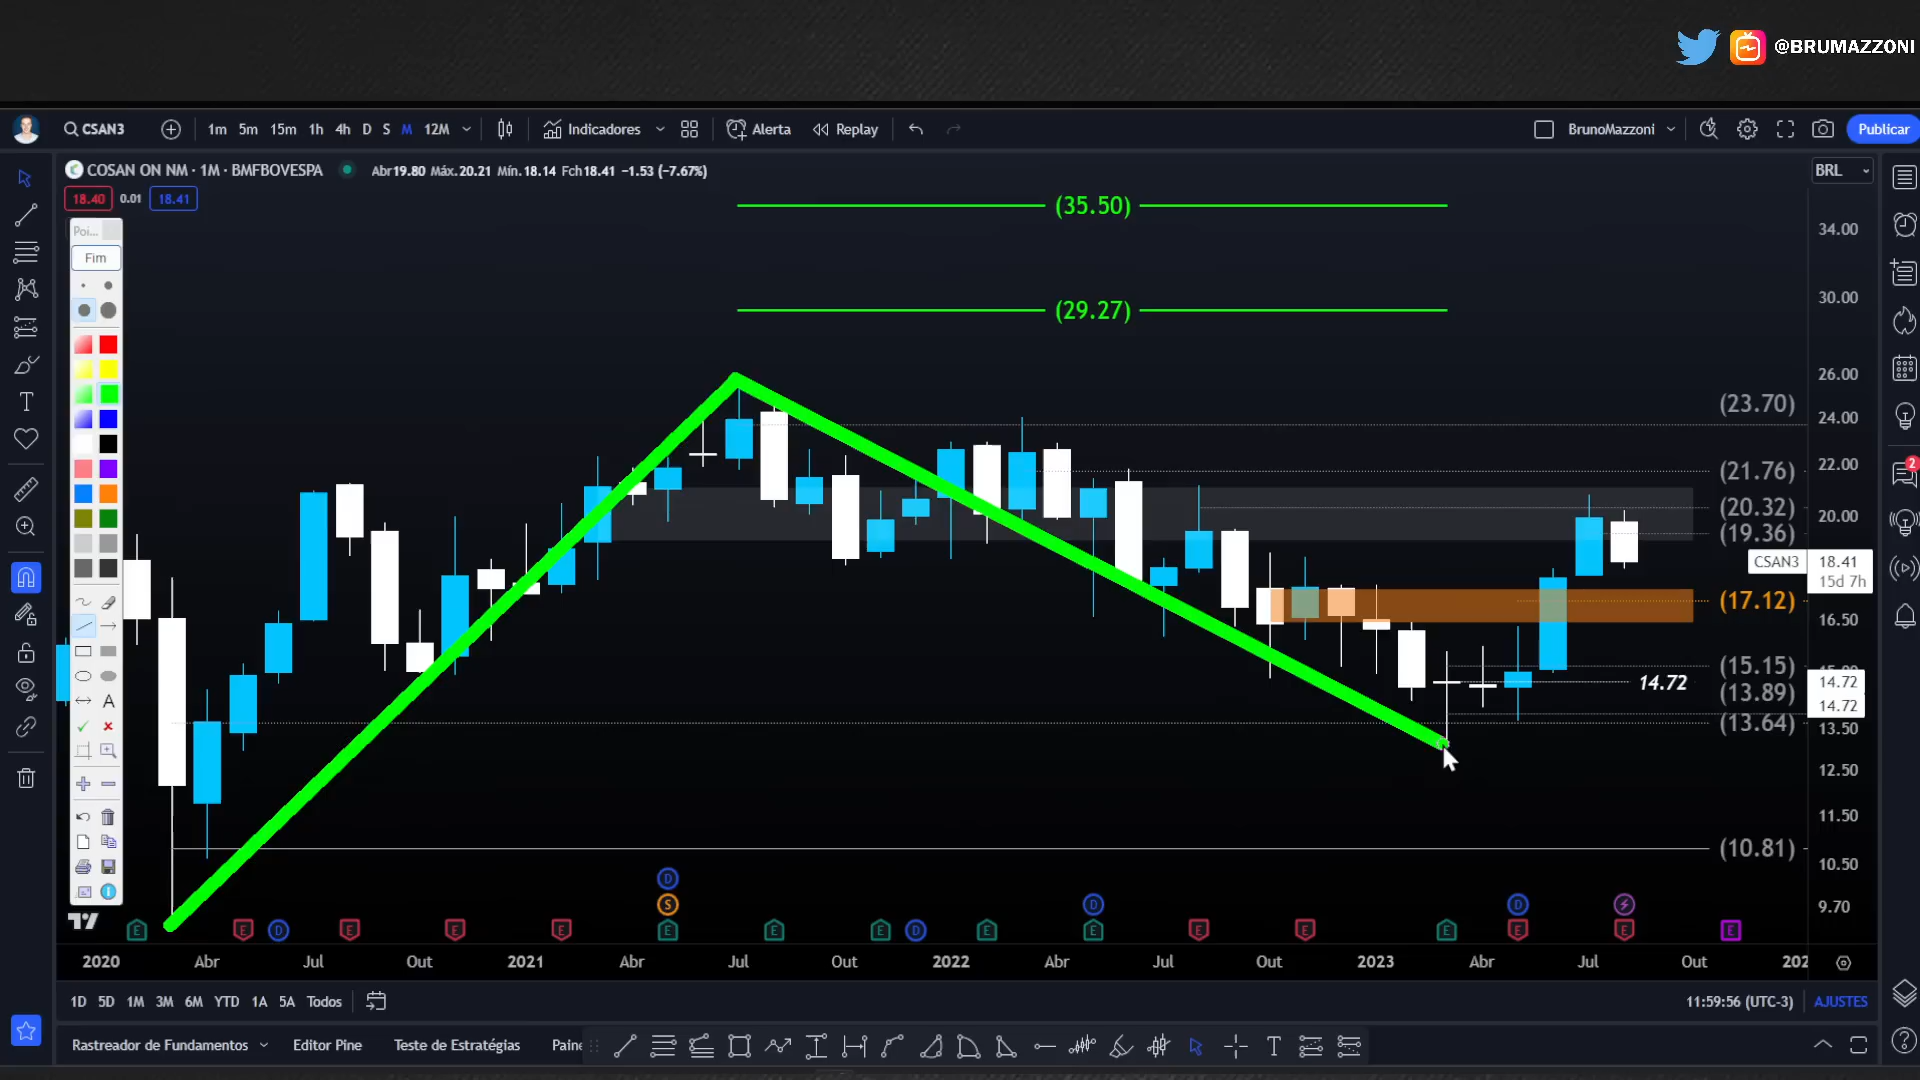 @BRUMAZZONI
CSAN3
1m 5m 15m 1h 4h D S M 12M
Indicadores
Alerta
Replay
BrunoMazzoni
Publicar
COSAN ON NM · 1M · BMFBOVESPA
Abr19.80 Máx.20.21 Mín.18.14 Fch18.41 −1.53 (−7.67%)
BRL
18.40 0.01 18.41
Poi...
Fim
A
(35.50)
(29.27)
(23.70)
(21.76)
(20.32)
(19.36)
(17.12)
(15.15)
14.72
(13.89)
(13.64)
(10.81)
34.00
30.00
26.00
24.00
22.00
20.00
CSAN3 18.41
15d 7h
16.50
14.72
14.72
13.50
12.50
11.50
10.50
9.70
2
D
S
D
D
E E D E E E E E E D E E E E E E E E
2020 Abr Jul Out 2021 Abr Jul Out 2022 Abr Jul Out 2023 Abr Jul Out 202
1D 5D 1M 3M 6M YTD 1A 5A Todos
11:59:56 (UTC-3) AJUSTES
Rastreador de Fundamentos Editor Pine Teste de Estratégias Paine
T